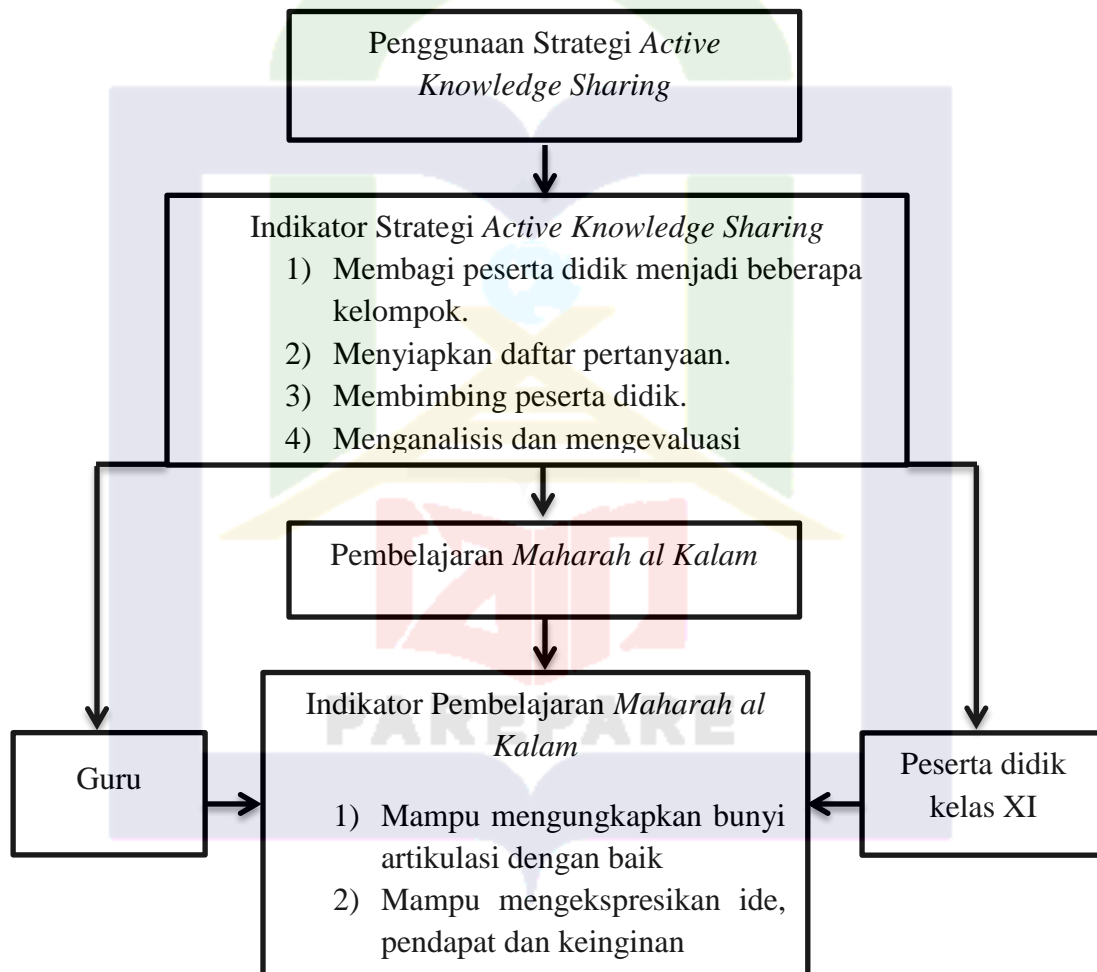 Penggunaan Strategi Active
Knowledge Sharing
Indikator Strategi Active Knowledge Sharing
1) Membagi peserta didik menjadi beberapa
kelompok.
2) Menyiapkan daftar pertanyaan.
3) Membimbing peserta didik.
4) Menganalisis dan mengevaluasi
Pembelajaran Maharah al Kalam
Indikator Pembelajaran Maharah al
Kalam
1) Mampu mengungkapkan bunyi
artikulasi dengan baik
2) Mampu mengekspresikan ide,
pendapat dan keinginan
Guru
Peserta didik
kelas XI
PAREPARE